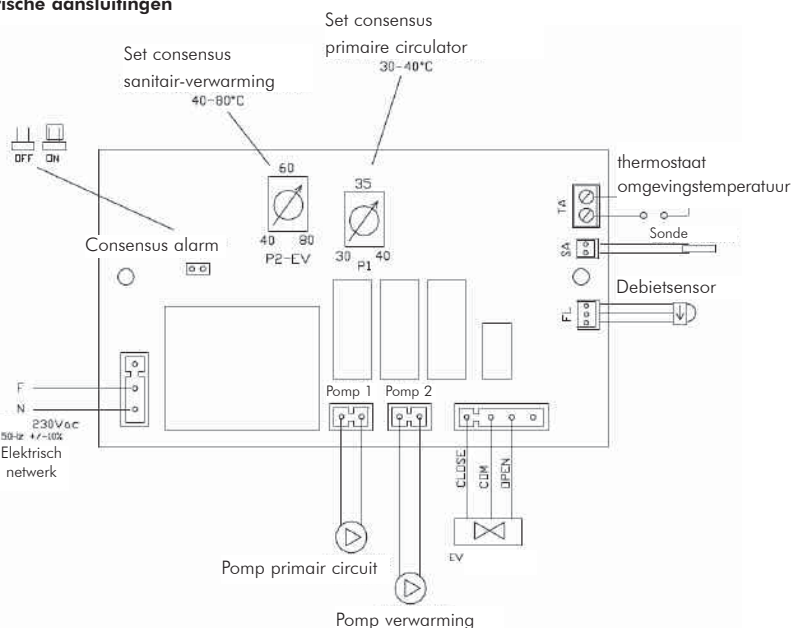 rische aansluitingen
Set consensus
primaire circulator
30-40°C
Set consensus
sanitair-verwarming
40-80°C
OFF ON
60
35
thermostaat
omgevingstemperatuur
TA
Consensus alarm
40 80
P2-EV
30 40
P1
SA
Sonde
Debietsensor
FL
Pomp 1 Pomp 2
F
N
230Vac
50Hz +/-10%
Elektrisch
netwerk
CLOSE
COM
OPEN
EV
Pomp primair circuit
Pomp verwarming